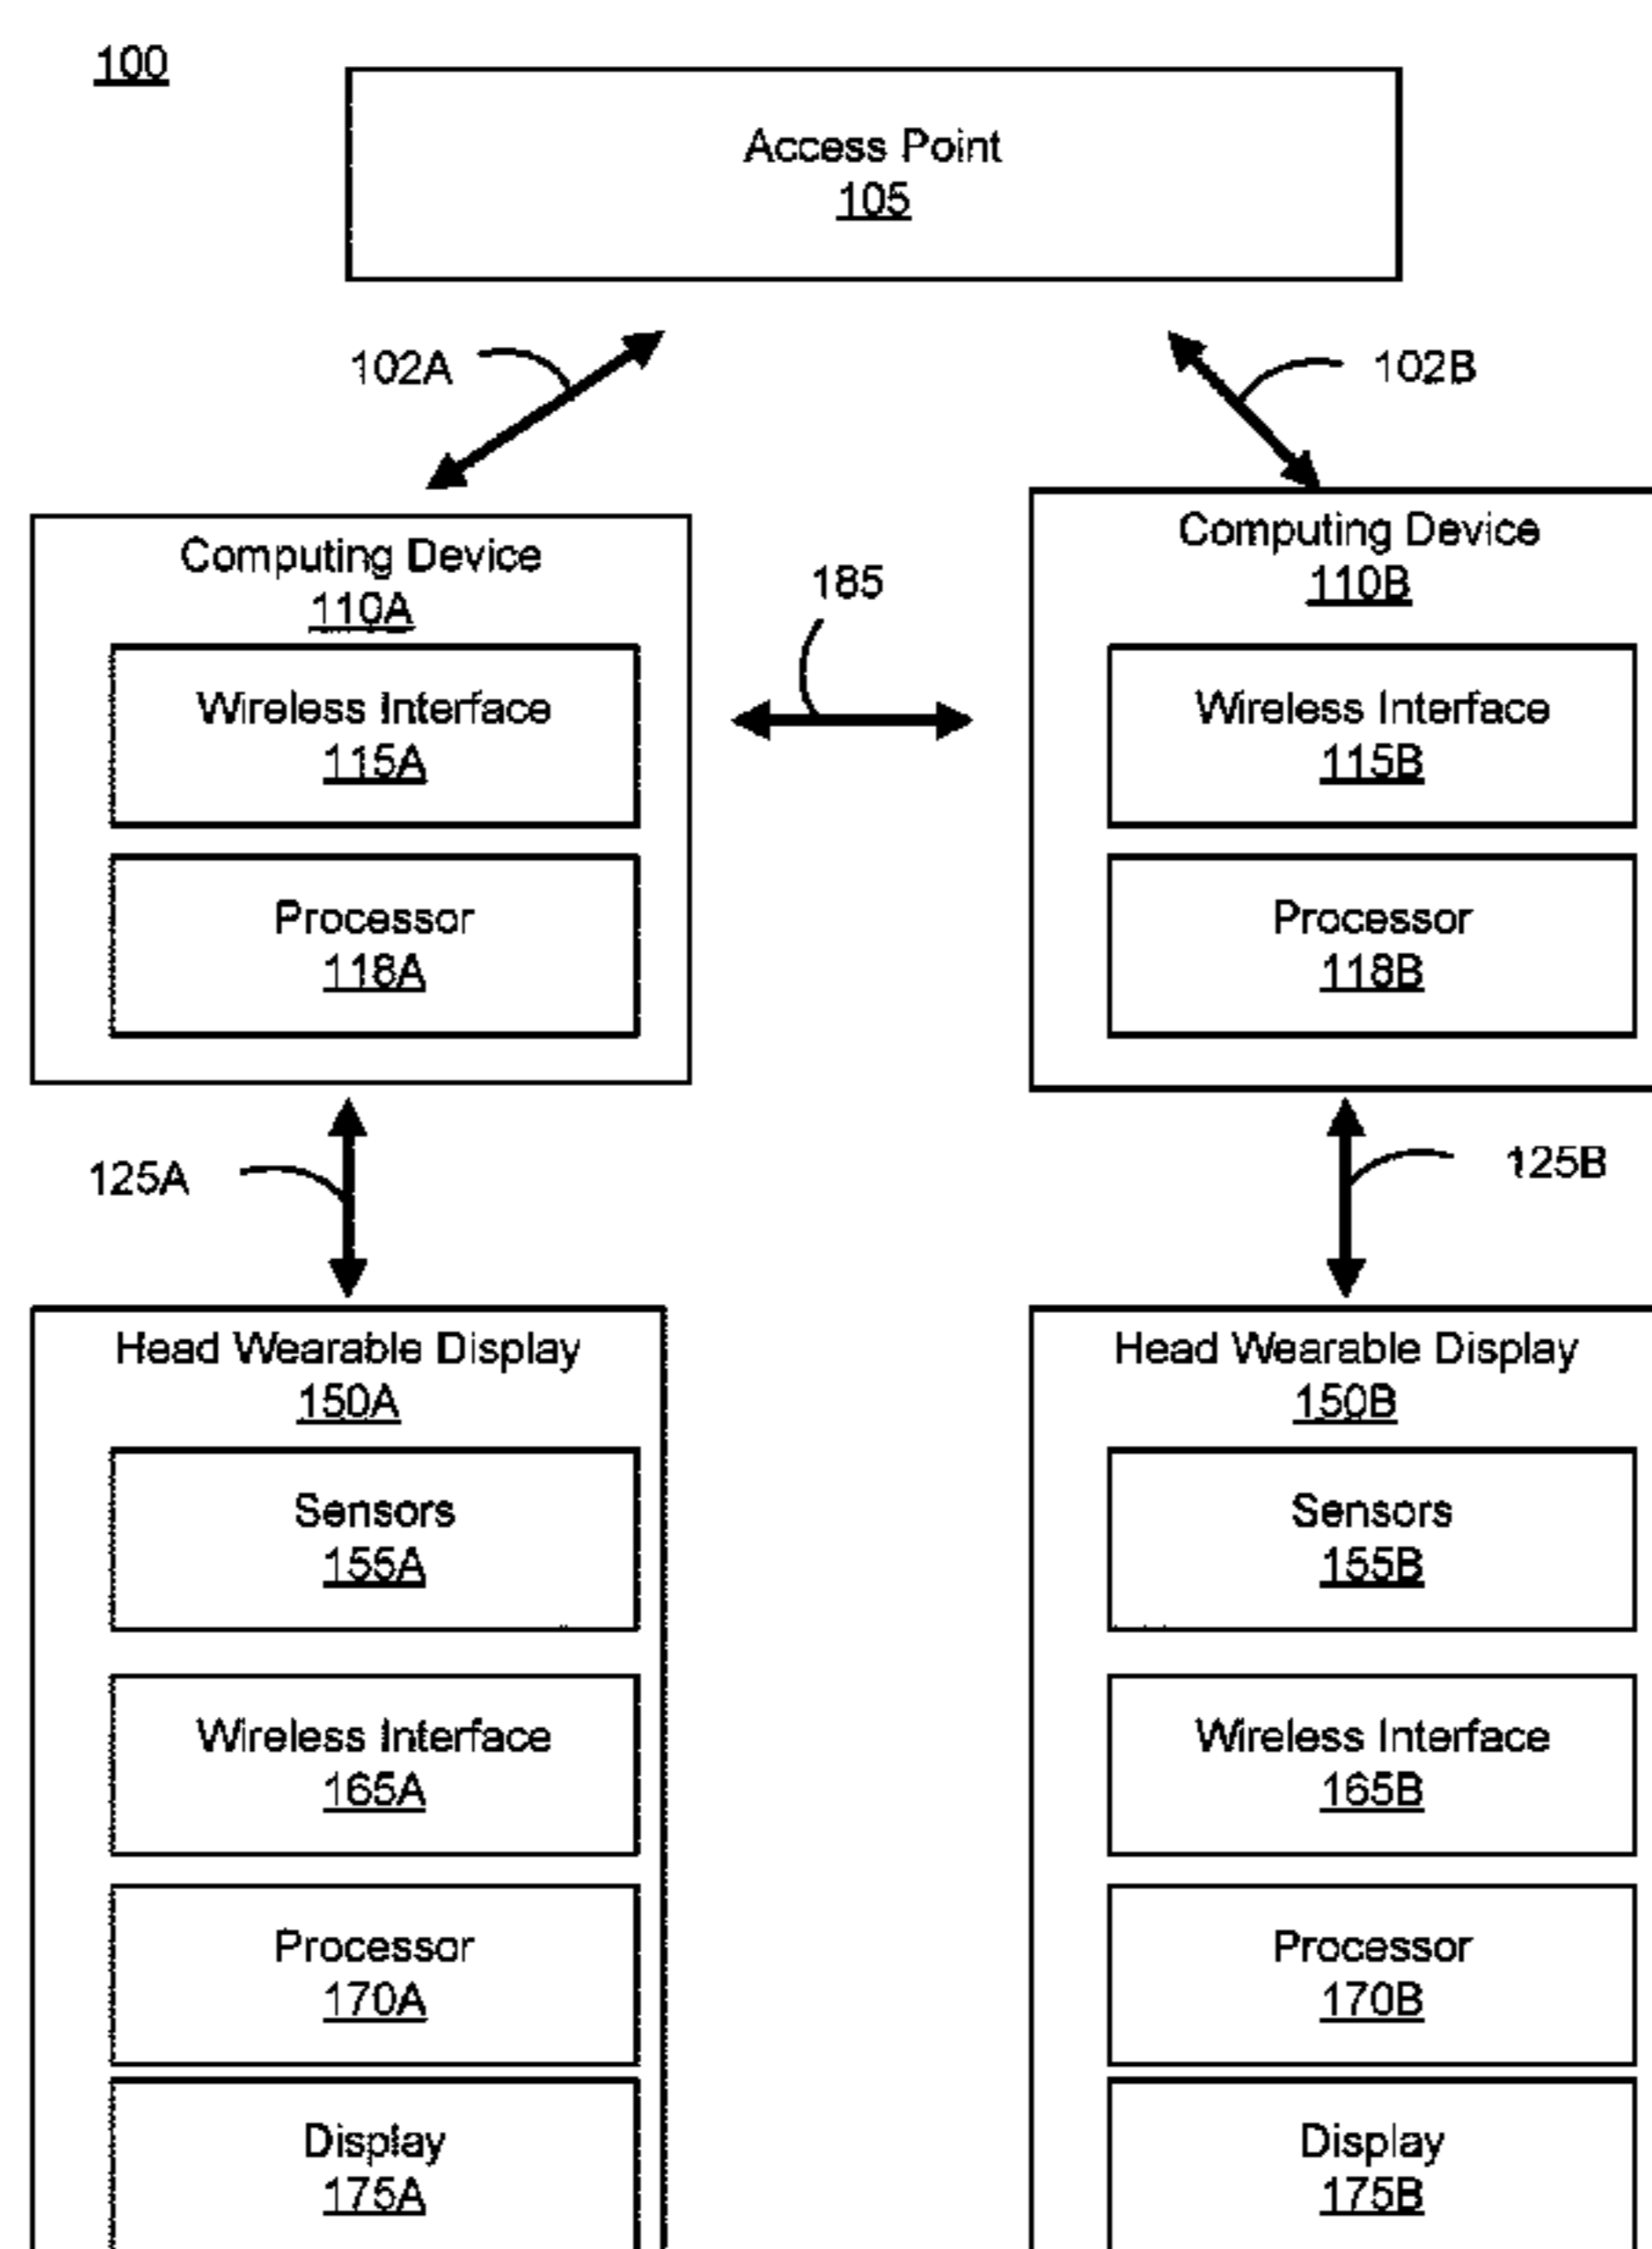 100
Access Point
105
102A
102B
Computing Device
110A
Computing Device
110B
185
Wireless Interface
115A
Wireless Interface
115B
Processor
118A
Processor
118B
125A
125B
Head Wearable Display
150A
Head Wearable Display
150B
Sensors
155A
Sensors
155B
Wireless Interface
165A
Wireless Interface
165B
Processor
170A
Processor
170B
Display
175A
Display
175B